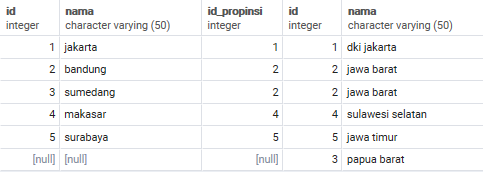 id nama id_propinsi id nama
integer character varying (50) integer integer character varying (50)
1 jakarta 1 1 dki jakarta
2 bandung 2 2 jawa barat
3 sumedang 2 2 jawa barat
4 makasar 4 4 sulawesi selatan
5 surabaya 5 5 jawa timur
[null] [null] [null] 3 papua barat